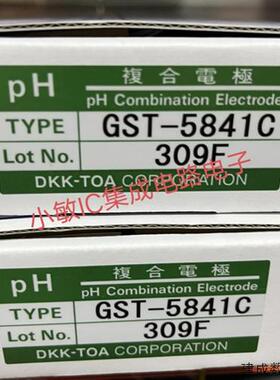 pH
複合電極
pH Combination Electrode
TYPE GST-5841C
Lot No. 309F
DKK-TOA CORPORATION
小敏IC集成电路电子
pH
複合電極
pH Combination Electrode
TYPE GST-5841C
Lot No. 309F
DKK-TOA CORPORATION